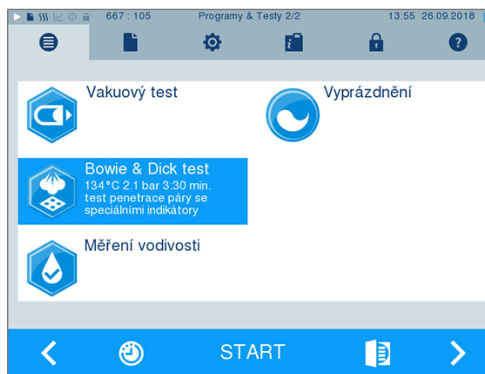 667 : 105 Programy & Testy 2/2 13:55 26.09.2018
Vakuový test
Vyprázdnění
Bowie & Dick test
134°C 2.1 bar 3:30 min.
test penetrace páry se
speciálními indikátory
Měření vodivosti
START